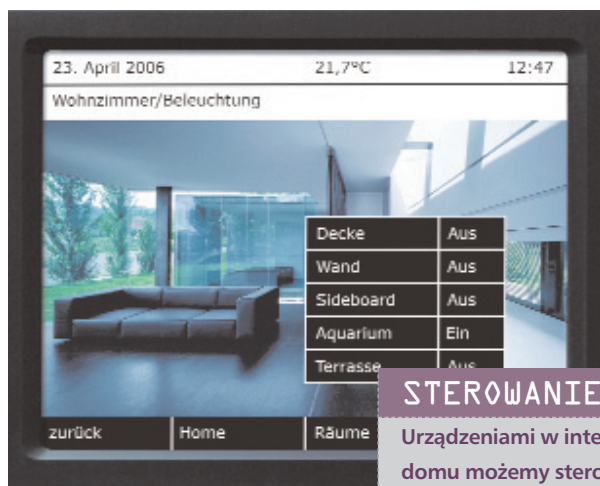 23. April 2006 21,7°C 12:47
Wohnzimmer/Beleuchtung
Decke Aus
Wand Aus
Sideboard Aus
Aquarium Ein
Terrasse Aus
STEROWANIE
zurück Home Räume
Urządzeniami w inte
domu możemy stero